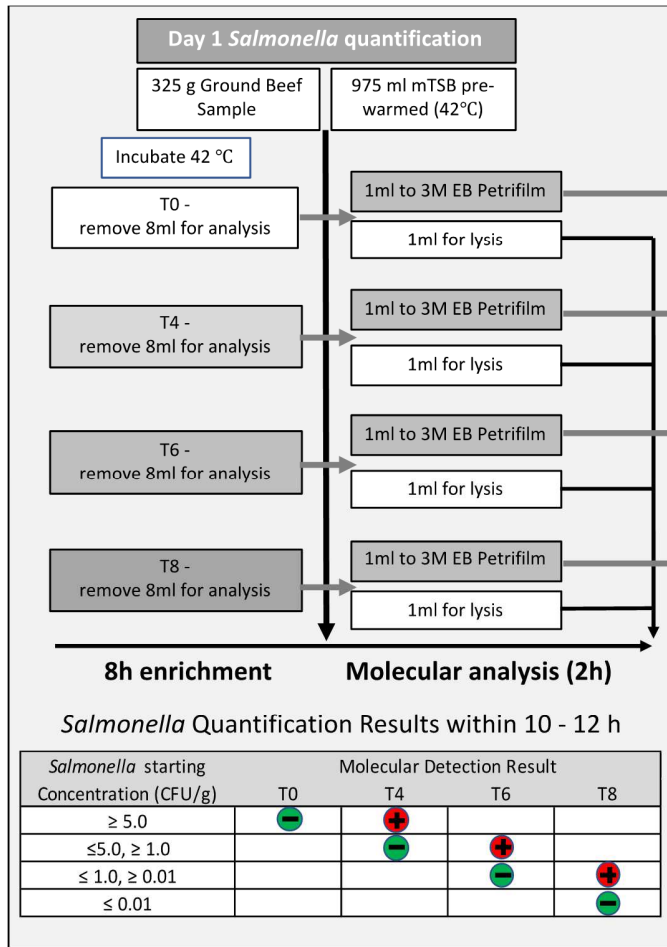 Day 1 Salmonella quantification
325 g Ground Beef
Sample
975 ml mTSB pre-
warmed (42℃)
Incubate 42 ℃
T0 -
remove 8ml for analysis
1ml to 3M EB Petrifilm
1ml for lysis
T4 -
remove 8ml for analysis
1ml to 3M EB Petrifilm
1ml for lysis
T6 -
remove 8ml for analysis
1ml to 3M EB Petrifilm
1ml for lysis
T8 -
remove 8ml for analysis
1ml to 3M EB Petrifilm
1ml for lysis
8h enrichment
Molecular analysis (2h)
Salmonella Quantification Results within 10 - 12 h
Salmonella starting
Concentration (CFU/g)
Molecular Detection Result
T0 T4 T6 T8
≥ 5.0 − +
≤5.0, ≥ 1.0 − +
≤ 1.0, ≥ 0.01 − +
≤ 0.01 −